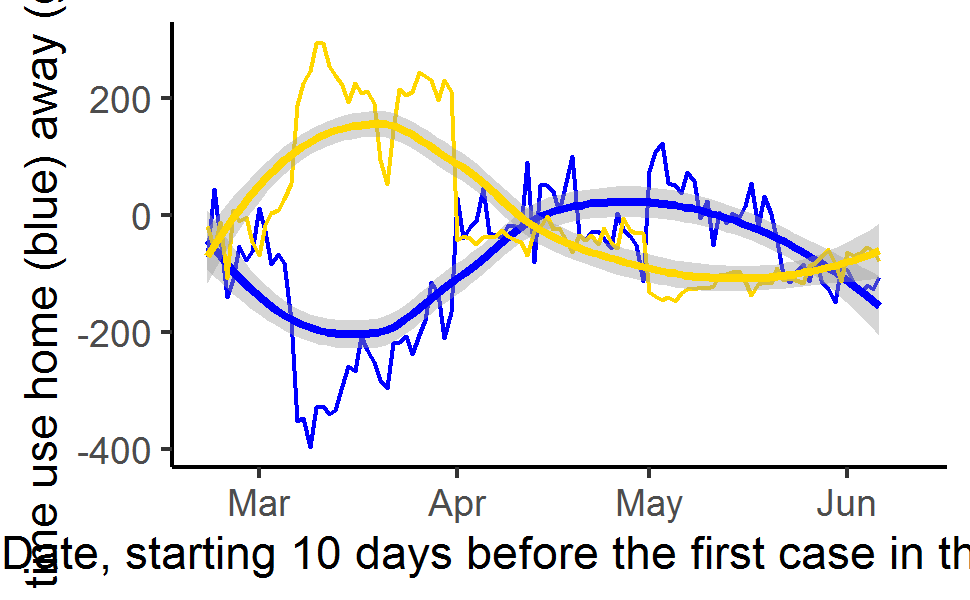 time use home (blue) away (
200
0
-200
-400
Mar Apr May Jun
Date, starting 10 days before the first case in th